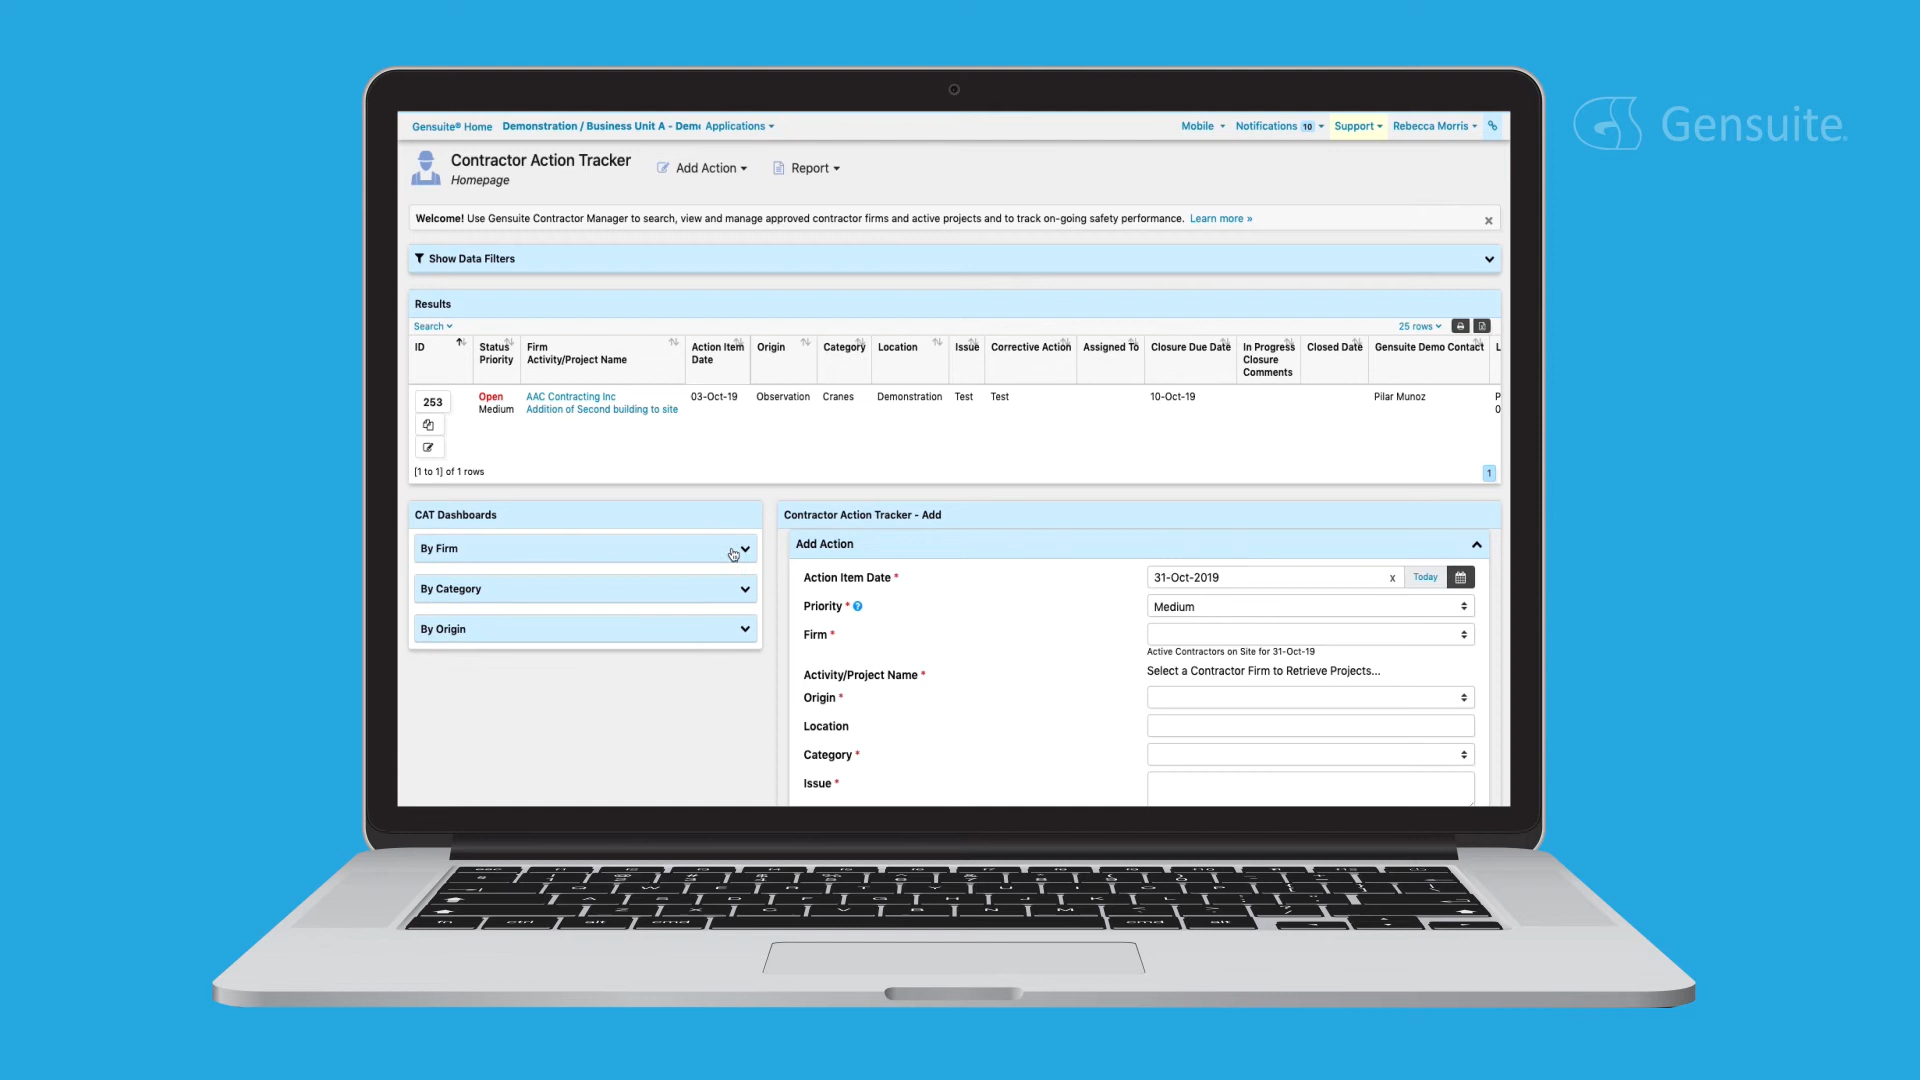 Gensuite
Gensuite® Home Demonstration / Business Unit A - Applications Mobile Notifications 10 Support Rebecca Morris
Contractor Action Tracker
Homepage
Add Action Report
Welcome! Use Gensuite Contractor Manager to search, view and manage approved contractor firms and active projects and to track on-going safety performance. Learn more »
Show Data Filters
Results
Search 25 rows
ID Status Priority Firm Activity/Project Name Action Item Date Origin Category Location Issue Corrective Action Assigned To Closure Due Date In Progress Closure Comments Closed Date Gensuite Demo Contact L
253 Open AAC Contracting Inc 03-Oct-19 Observation Cranes Demonstration Test Test 10-Oct-19 Pilar Munoz P
Medium Addition of Second building to site 0
[1 to 1] of 1 rows 1
CAT Dashboards
By Firm
By Category
By Origin
Contractor Action Tracker - Add
Add Action
Action Item Date * 31-Oct-2019 x Today
Priority * ? Medium
Firm *
Active Contractors on Site for 31-Oct-19
Activity/Project Name * Select a Contractor Firm to Retrieve Projects...
Origin *
Location
Category *
Issue *